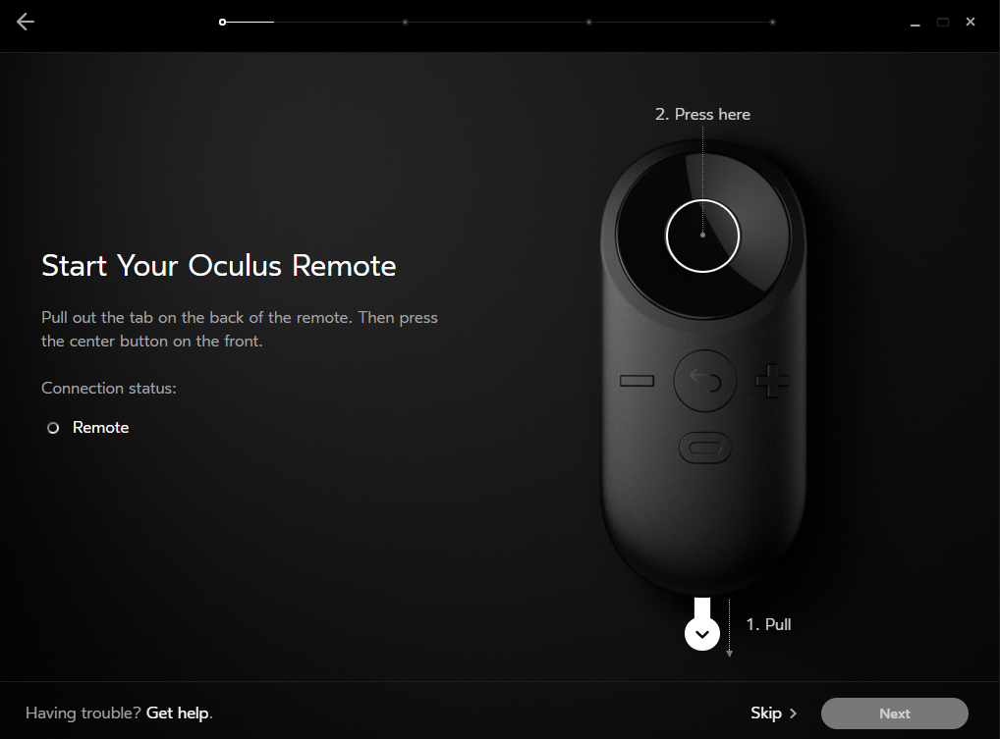 2. Press here
Start Your Oculus Remote
Pull out the tab on the back of the remote. Then press
the center button on the front.
Connection status:
Remote
1. Pull
Having trouble? Get help.
Skip
Next